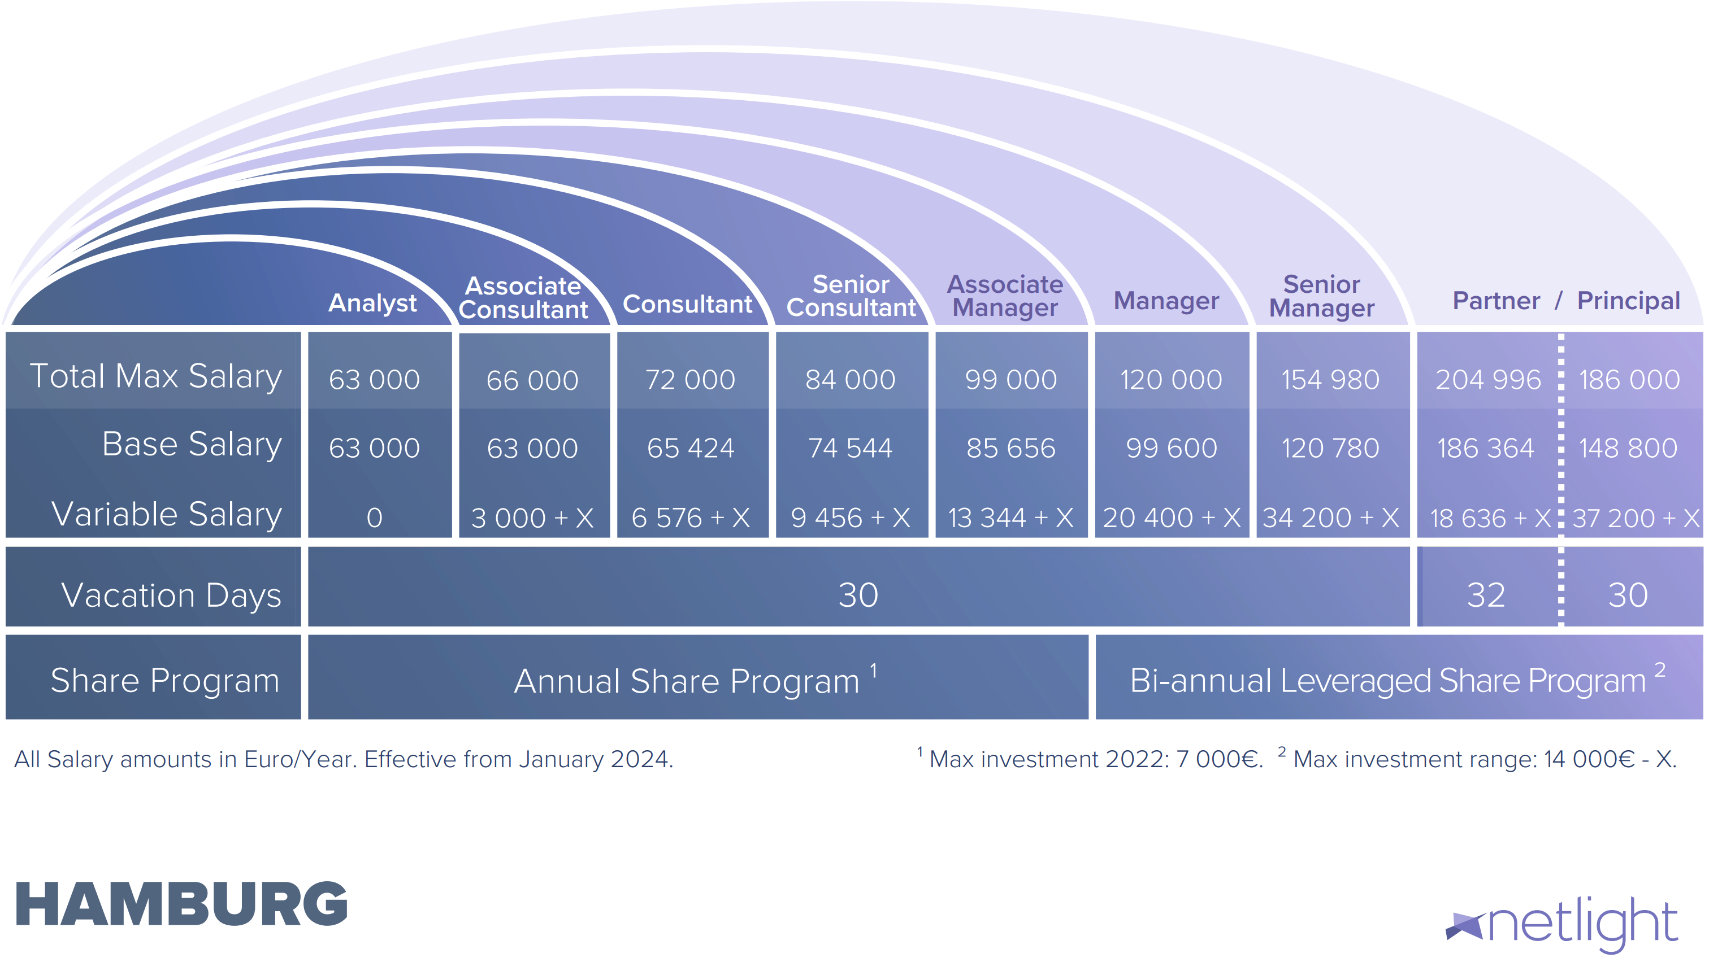 Analyst
Associate
Consultant
Consultant
Senior
Consultant
Associate
Manager
Manager
Senior
Manager
Partner / Principal
Total Max Salary 63 000 66 000 72 000 84 000 99 000 120 000 154 980 204 996 186 000
Base Salary 63 000 63 000 65 424 74 544 85 656 99 600 120 780 186 364 148 800
Variable Salary 0 3 000 + X 6 576 + X 9 456 + X 13 344 + X 20 400 + X 34 200 + X 18 636 + X 37 200 + X
Vacation Days 30 32 30
Share Program Annual Share Program ¹ Bi-annual Leveraged Share Program ²
All Salary amounts in Euro/Year. Effective from January 2024. ¹ Max investment 2022: 7 000€. ² Max investment range: 14 000€ - X.
HAMBURG
netlight